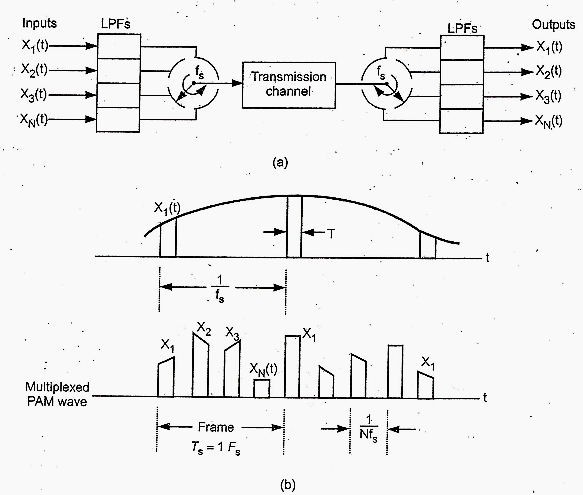 Inputs LPFs LPFs Outputs
X1(t) X1(t)
X2(t) fs Transmission channel fs X2(t)
X3(t) X3(t)
XN(t) XN(t)
(a)
X1(t)
T
t
1
fs
X1 X2 X3 XN(t) X1 X1
Multiplexed
PAM wave
t
Frame
Ts = 1 Fs
1
Nfs
(b)